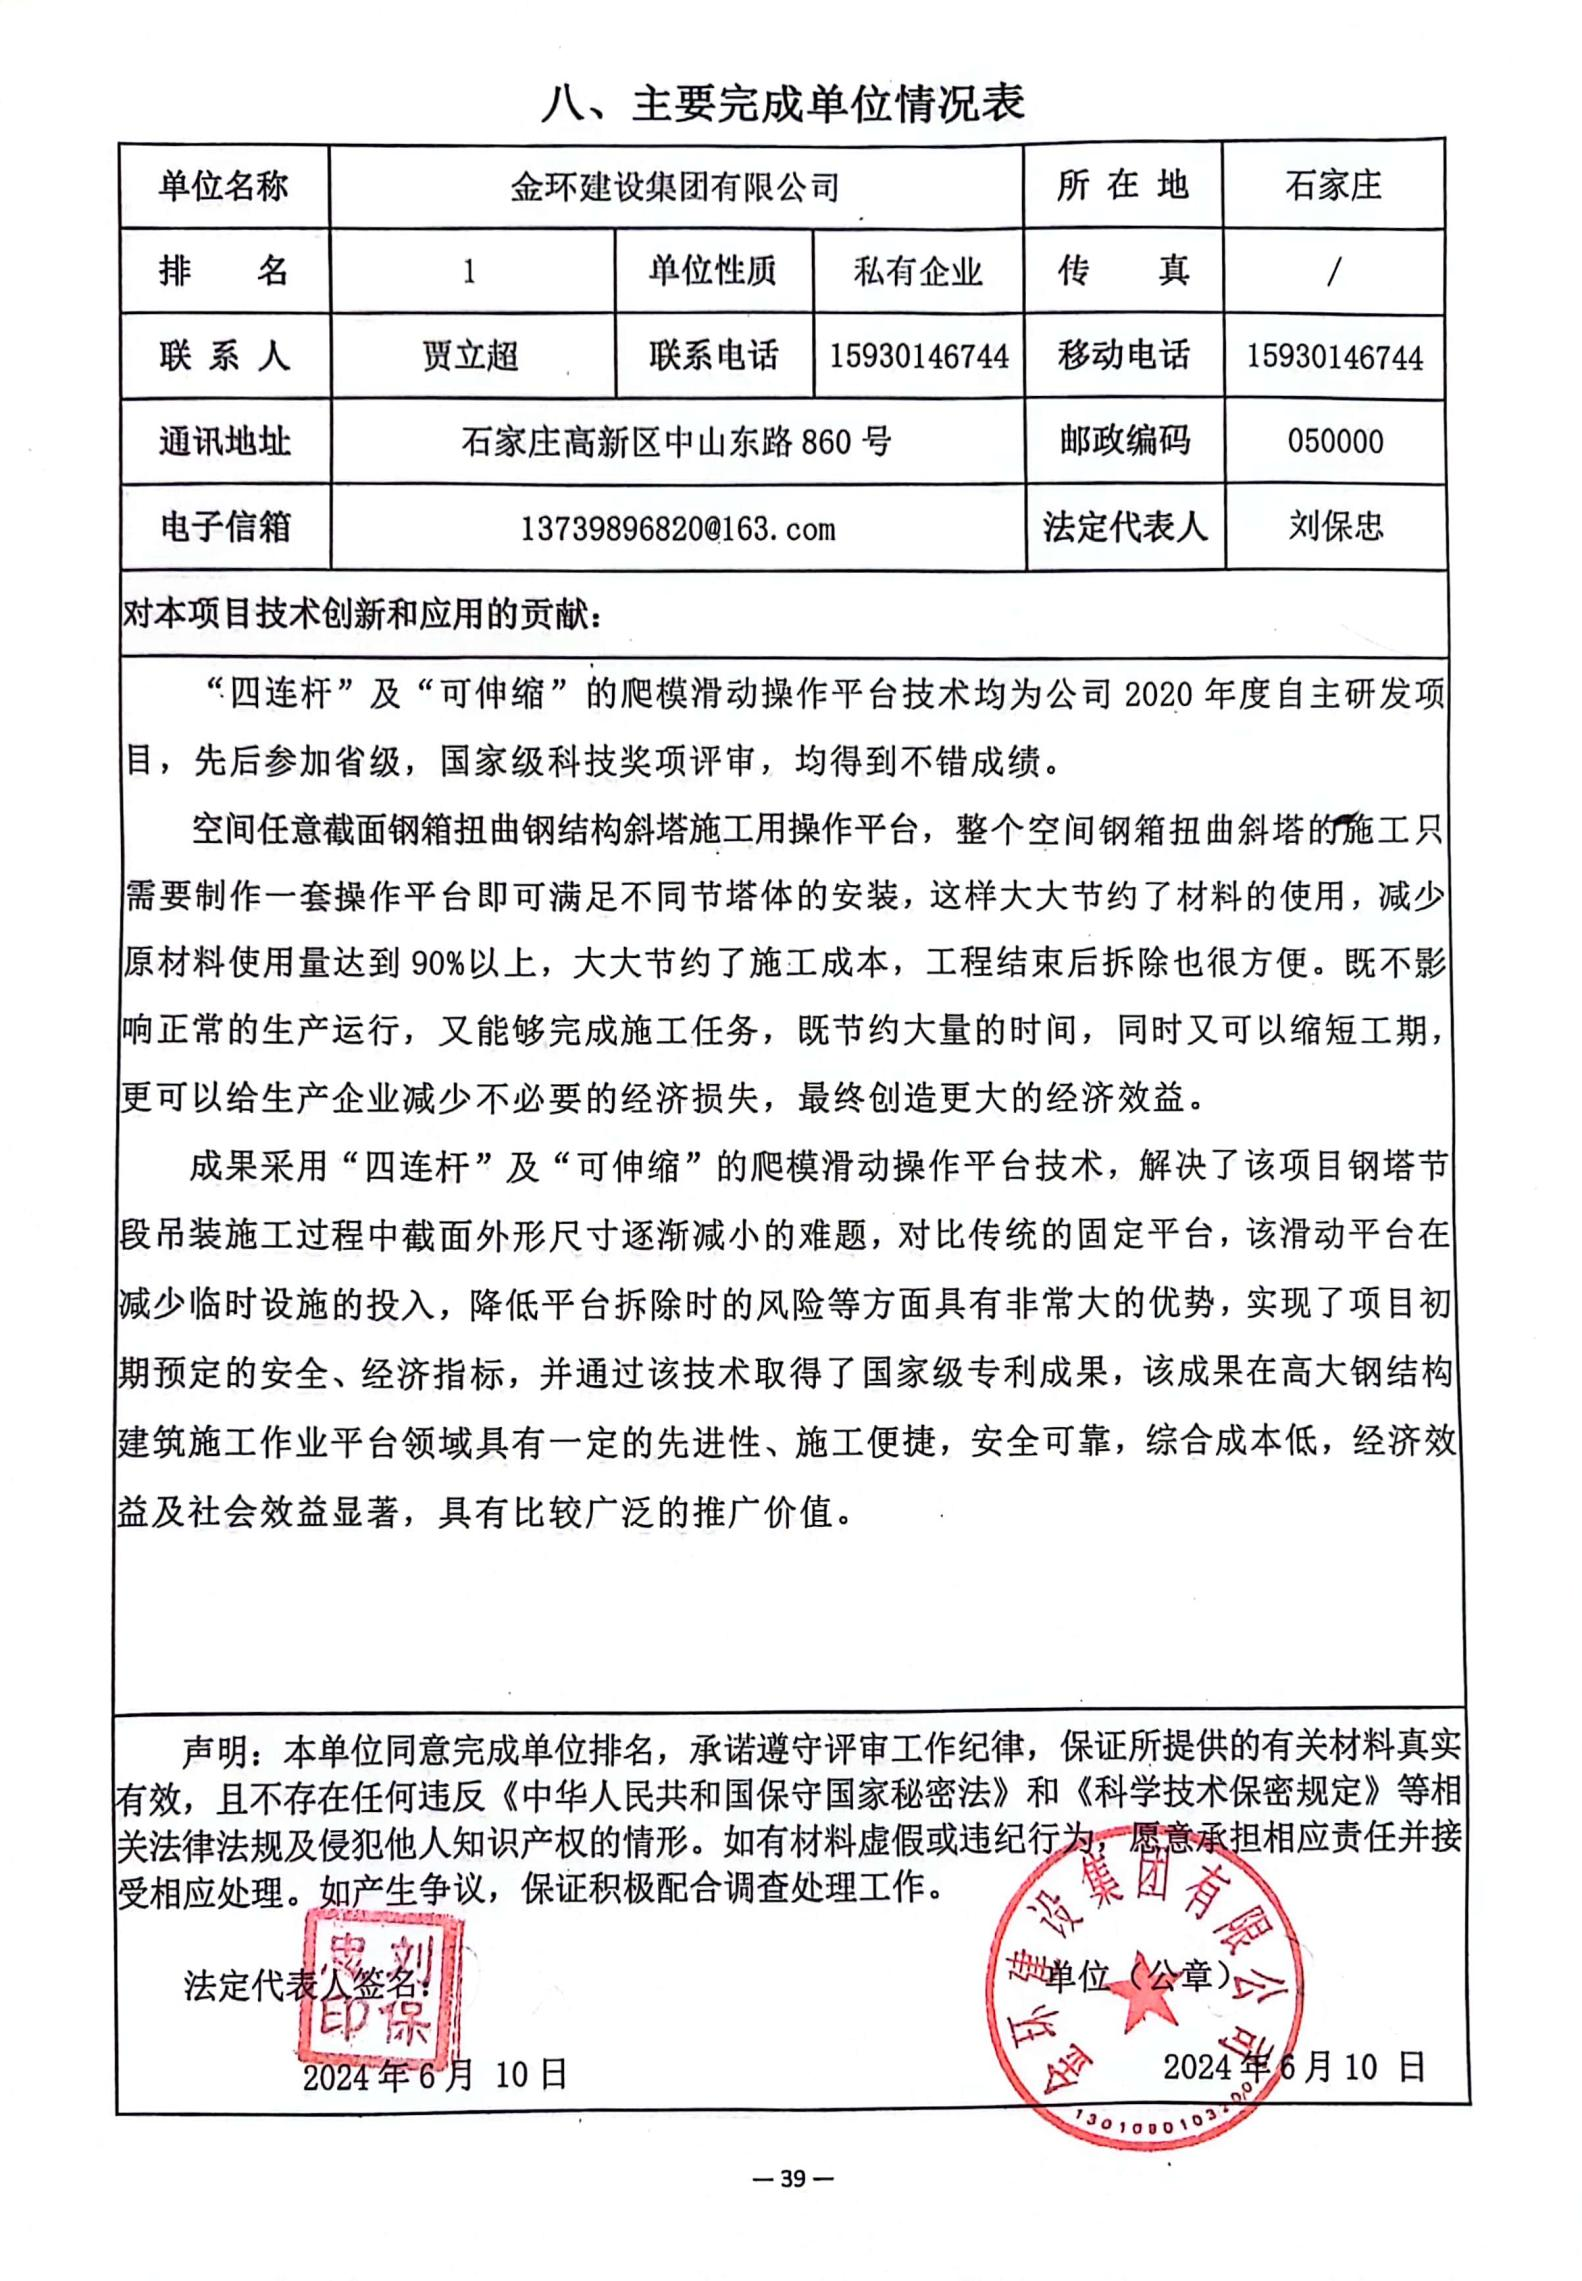 八、主要完成单位情况表
单位名称 金环建设集团有限公司 所 在 地 石家庄
排 名 1 单位性质 私有企业 传 真 /
联 系 人 贾立超 联系电话 15930146744 移动电话 15930146744
通讯地址 石家庄高新区中山东路 860 号 邮政编码 050000
电子信箱 13739896820@163.com 法定代表人 刘保忠
对本项目技术创新和应用的贡献：
“四连杆”及“可伸缩”的爬模滑动操作平台技术均为公司 2020 年度自主研发项
目，先后参加省级，国家级科技奖项评审，均得到不错成绩。
空间任意截面钢箱扭曲钢结构斜塔施工用操作平台，整个空间钢箱扭曲斜塔的施工只
需要制作一套操作平台即可满足不同节塔体的安装，这样大大节约了材料的使用，减少
原材料使用量达到 90%以上，大大节约了施工成本，工程结束后拆除也很方便。既不影
响正常的生产运行，又能够完成施工任务，既节约大量的时间，同时又可以缩短工期，
更可以给生产企业减少不必要的经济损失，最终创造更大的经济效益。
成果采用“四连杆”及“可伸缩”的爬模滑动操作平台技术，解决了该项目钢塔节
段吊装施工过程中截面外形尺寸逐渐减小的难题，对比传统的固定平台，该滑动平台在
减少临时设施的投入，降低平台拆除时的风险等方面具有非常大的优势，实现了项目初
期预定的安全、经济指标，并通过该技术取得了国家级专利成果，该成果在高大钢结构
建筑施工作业平台领域具有一定的先进性、施工便捷，安全可靠，综合成本低，经济效
益及社会效益显著，具有比较广泛的推广价值。
声明：本单位同意完成单位排名，承诺遵守评审工作纪律，保证所提供的有关材料真实
有效，且不存在任何违反《中华人民共和国保守国家秘密法》和《科学技术保密规定》等相
关法律法规及侵犯他人知识产权的情形。如有材料虚假或违纪行为，愿意承担相应责任并接
受相应处理。如产生争议，保证积极配合调查处理工作。
法定代表人签名： 单位（公章）
刘保忠印
金环建设集团有限公司
2024 年 6 月 10 日 2024 年 6 月 10 日
— 39 —